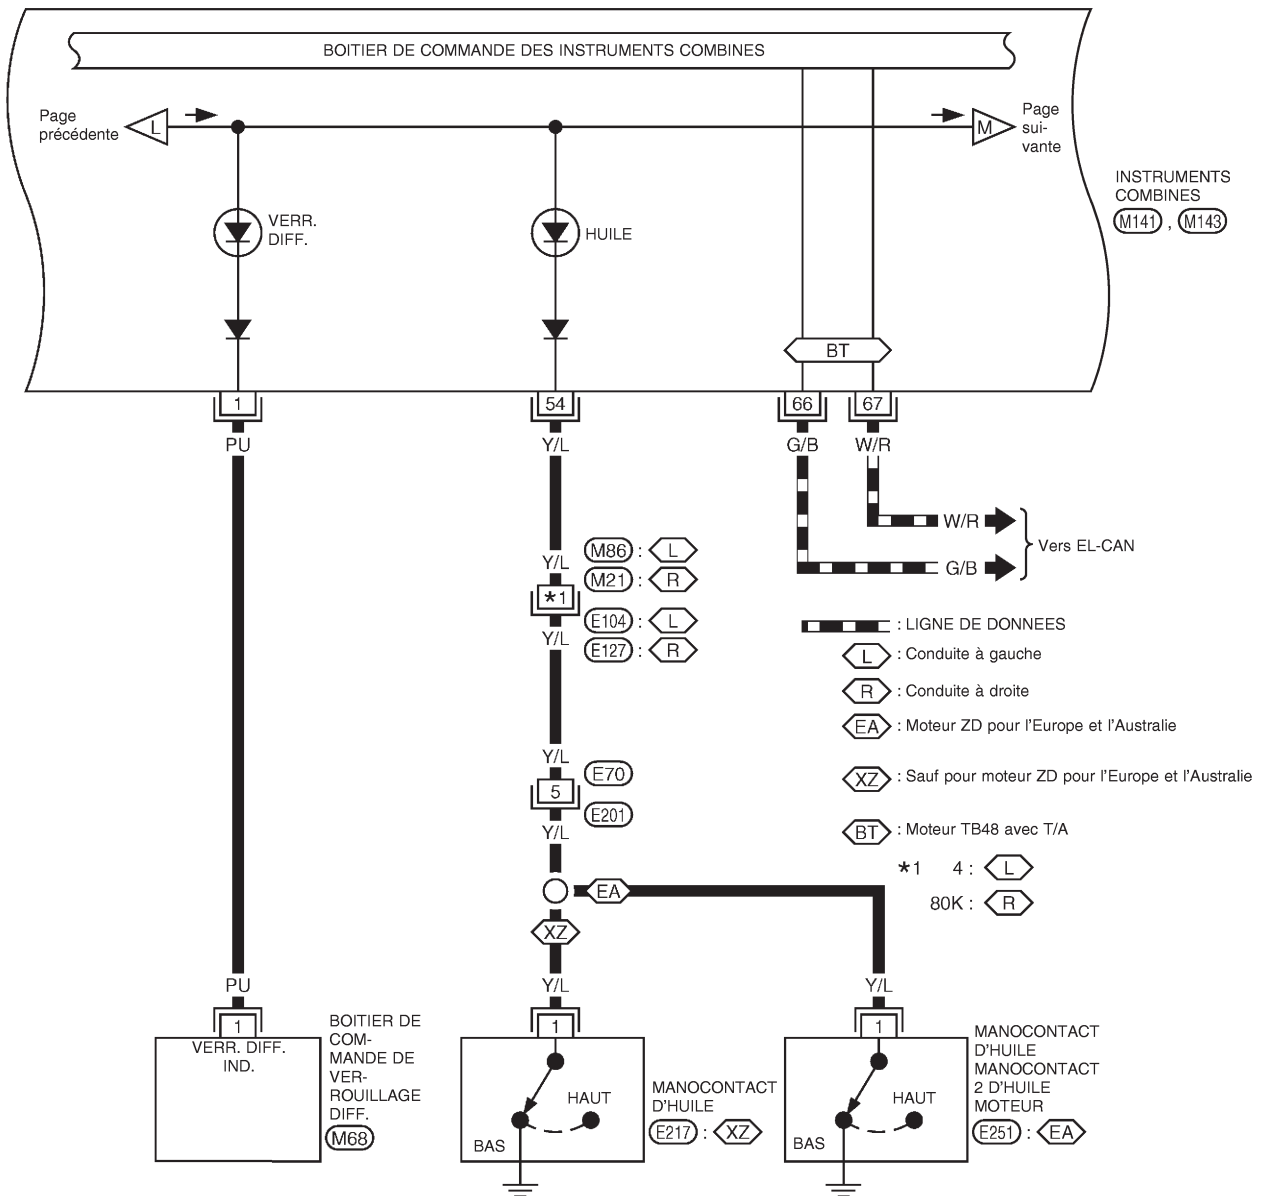 BOITIER DE COMMANDE DES INSTRUMENTS COMBINES
Page
précédente
L
M
Page
sui-
vante
INSTRUMENTS
COMBINES
M141 , M143
VERR.
DIFF.
HUILE
BT
1
54
66
67
PU
Y/L
G/B
W/R
W/R
G/B
Vers EL-CAN
Y/L
M86 : L
M21 : R
*1
E104 : L
E127 : R
Y/L
: LIGNE DE DONNEES
L : Conduite à gauche
R : Conduite à droite
EA : Moteur ZD pour l'Europe et l'Australie
XZ : Sauf pour moteur ZD pour l'Europe et l'Australie
BT : Moteur TB48 avec T/A
*1 4 : L
80K : R
Y/L
E70
5
E201
Y/L
EA
XZ
PU
Y/L
Y/L
1
1
1
VERR. DIFF.
IND.
BOITIER DE
COM-
MANDE DE
VER-
ROUILLAGE
DIFF.
M68
HAUT
BAS
MANOCONTACT
D'HUILE
E217 : XZ
HAUT
BAS
MANOCONTACT
D'HUILE
MANOCONTACT
2 D'HUILE
MOTEUR
E251 : EA